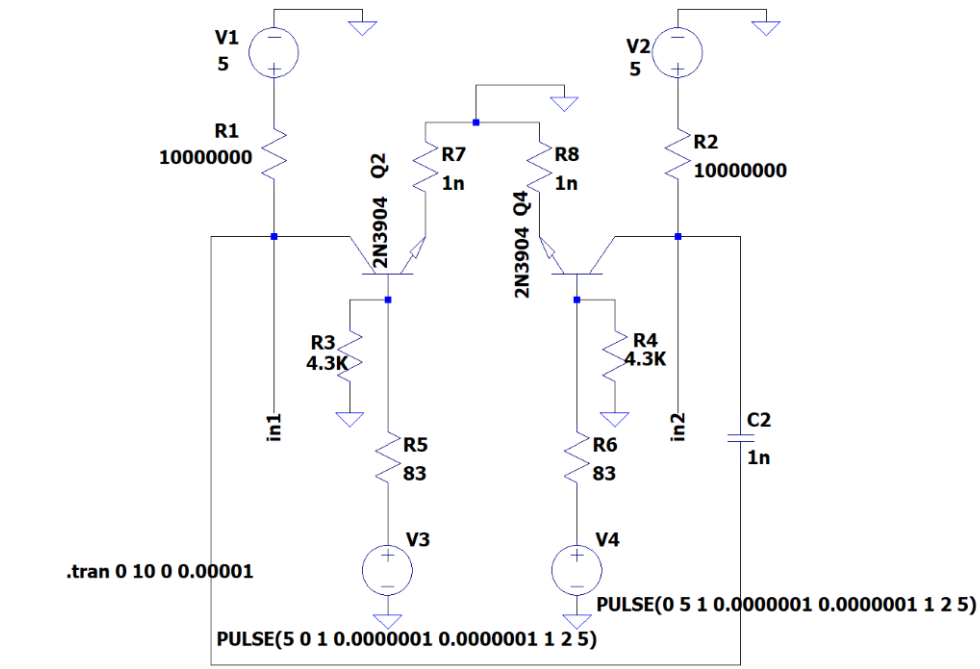 V1
5
V2
5
R1
10000000
Q2
2N3904
R7
1n
R8
1n
Q4
2N3904
R2
10000000
R3
4.3K
R4
4.3K
in1
in2
R5
83
R6
83
C2
1n
V3
V4
.tran 0 10 0 0.00001
PULSE(0 5 1 0.0000001 0.0000001 1 2 5)
PULSE(5 0 1 0.0000001 0.0000001 1 2 5)